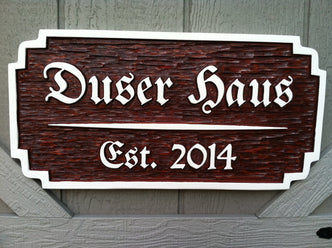 Duser Haus
Est. 2014